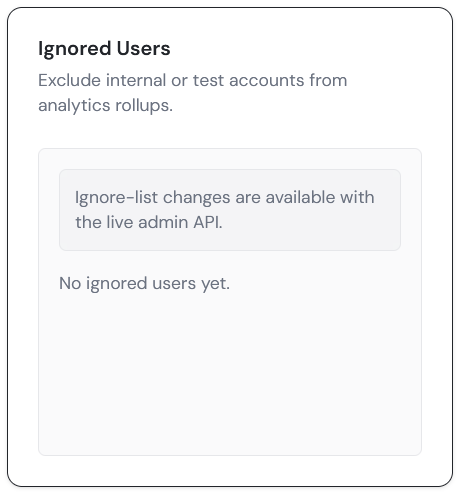 Ignored Users
Exclude internal or test accounts from
analytics rollups.
Ignore-list changes are available with
the live admin API.
No ignored users yet.